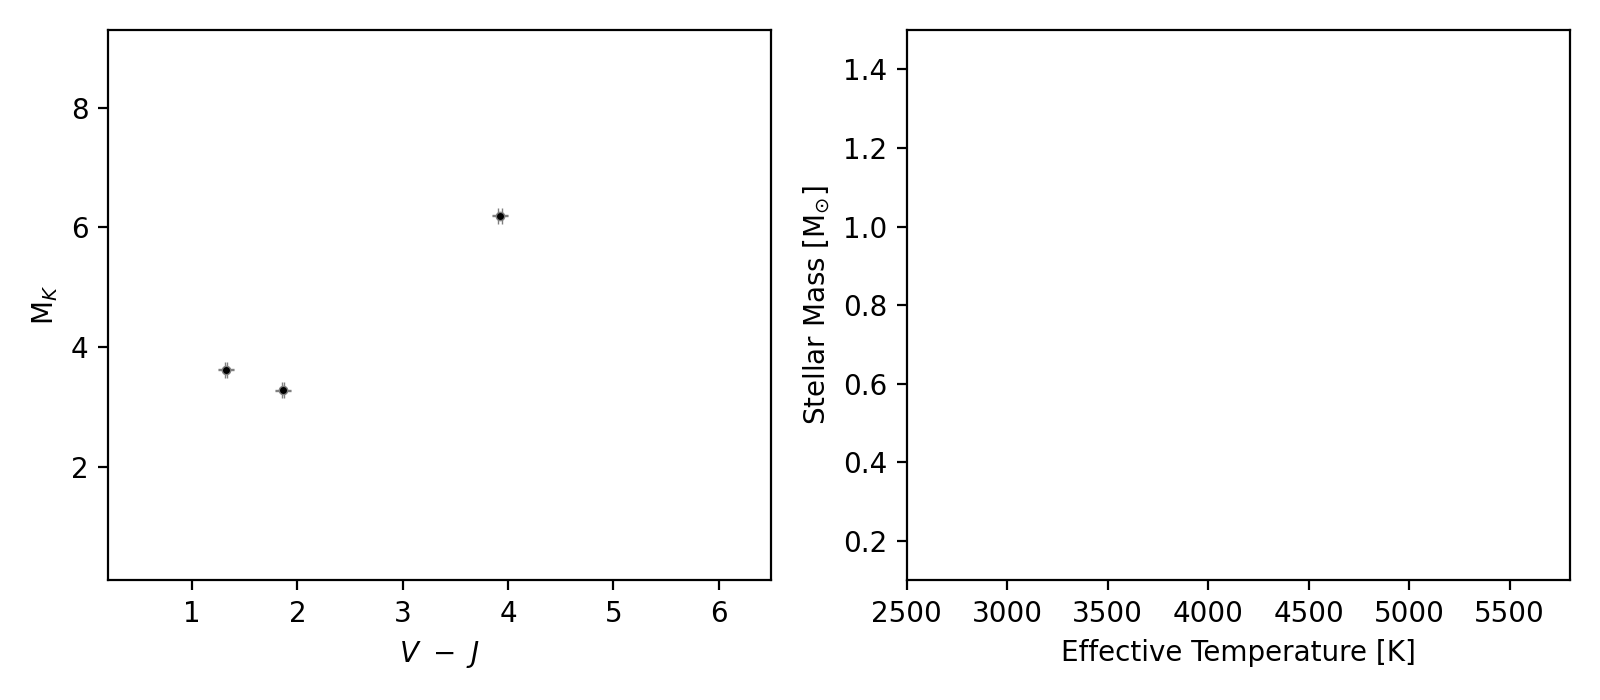 8
6
4
2
M_K
1 2 3 4 5 6
V − J
1.4
1.2
1.0
0.8
0.6
0.4
0.2
Stellar Mass [M_⊙]
2500 3000 3500 4000 4500 5000 5500
Effective Temperature [K]